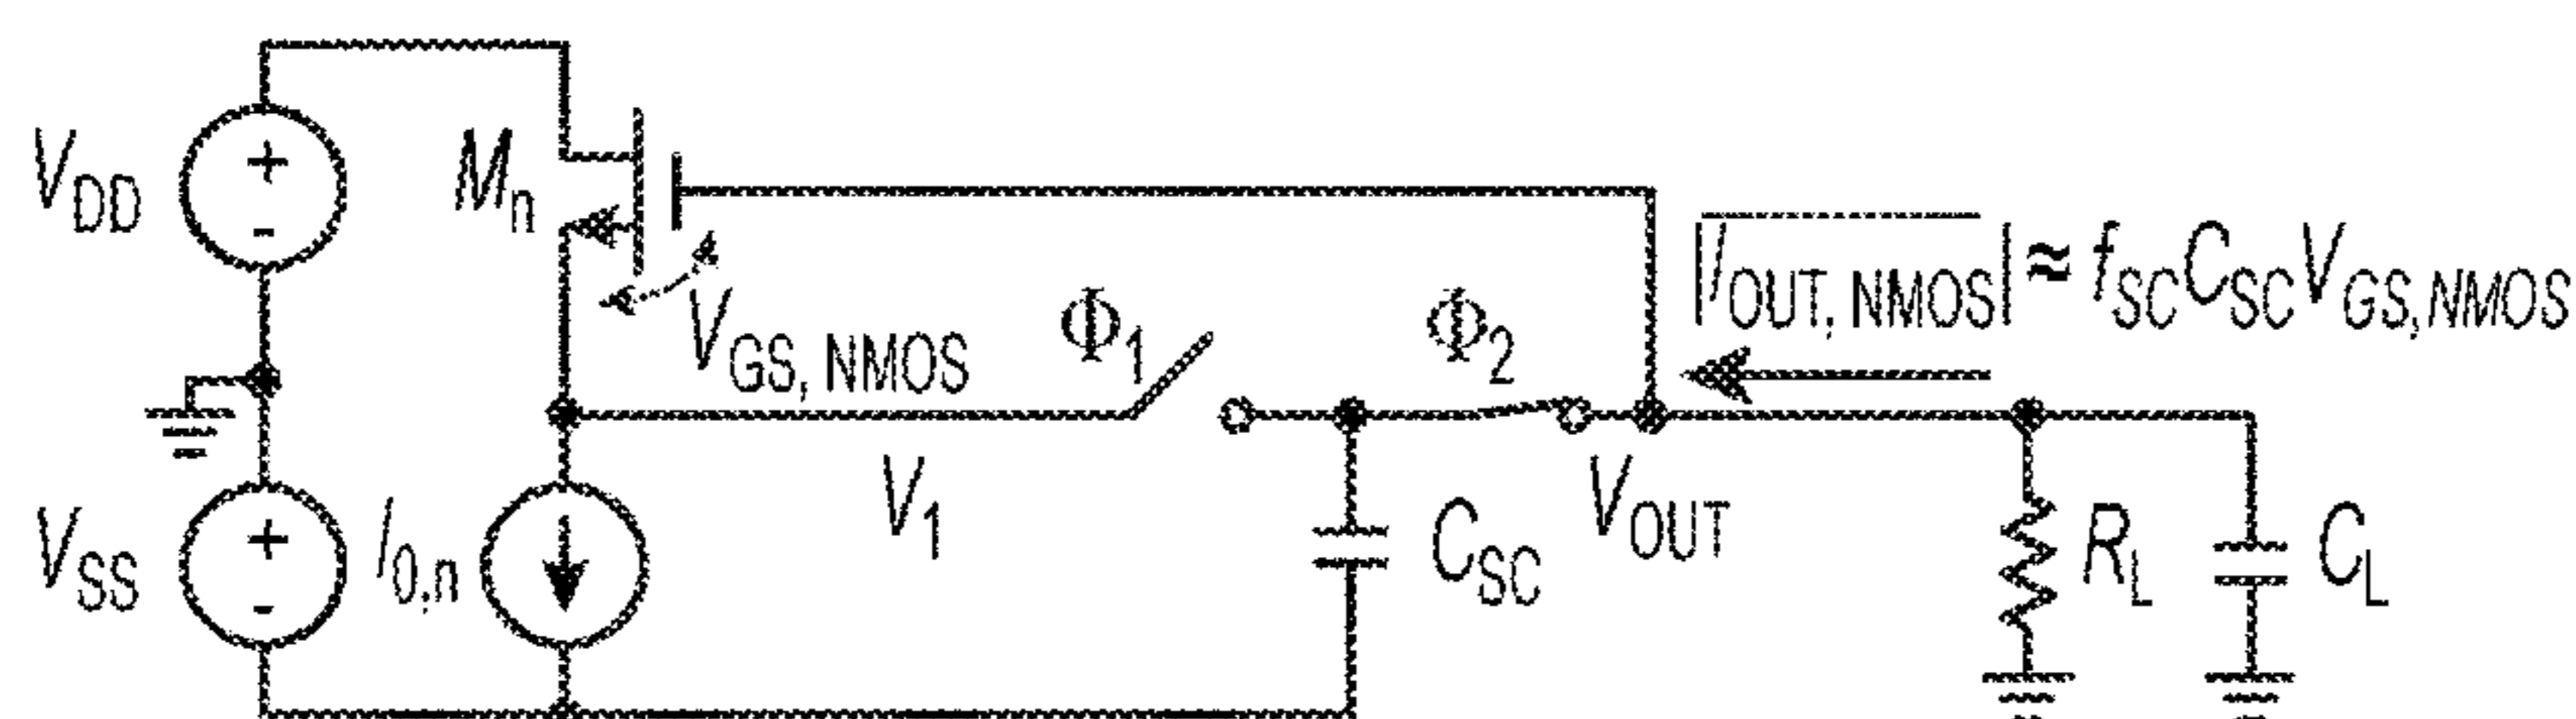 V_DD
+
-
M_n
V_GS, NMOS
Φ_1
Φ_2
|I_OUT, NMOS| ≈ f_SC C_SC V_GS,NMOS
V_SS
+
-
I_0,n
V_1
C_SC
V_OUT
R_L
C_L